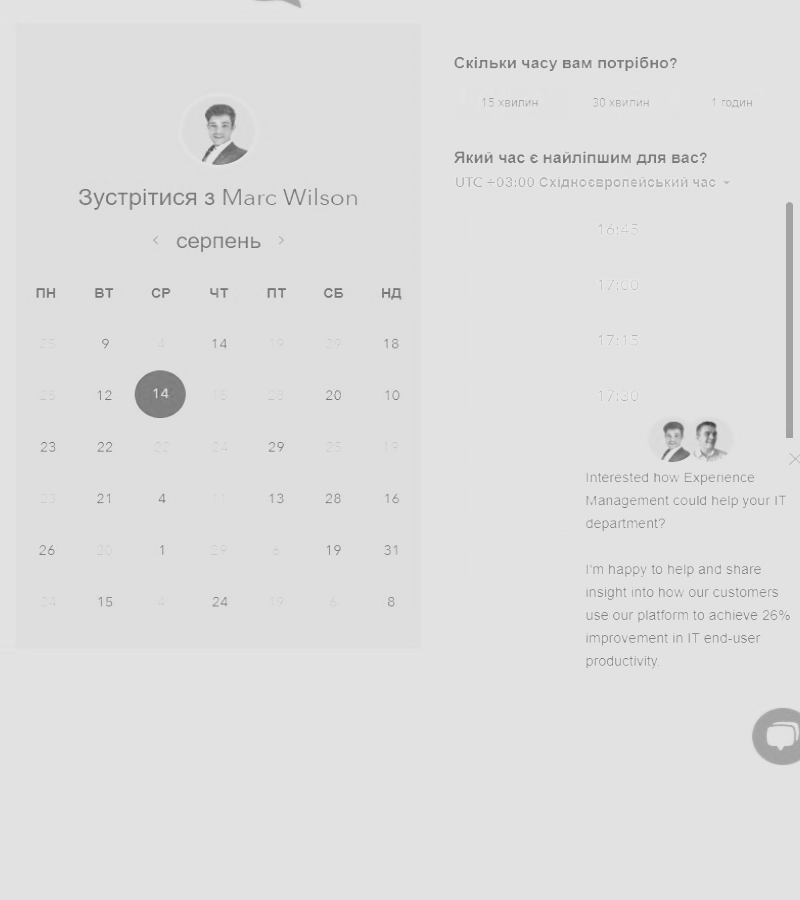 Зустрітися з Marc Wilson
серпень
ПН ВТ СР ЧТ ПТ СБ НД
25 9 4 14 19 29 18
12 14 20 10
23 22 22 24 29 25 19
23 21 4 11 13 28 16
26 20 1 29 6 19 31
24 15 4 24 19 6 8
Скільки часу вам потрібно?
15 хвилин 30 хвилин 1 годин
Який час є найліпшим для вас?
UTC +03:00 Східноєвропейський час
16:45
17:00
17:15
17:30
Interested how Experience
Management could help your IT
department?
I'm happy to help and share
insight into how our customers
use our platform to achieve 26%
improvement in IT end-user
productivity.